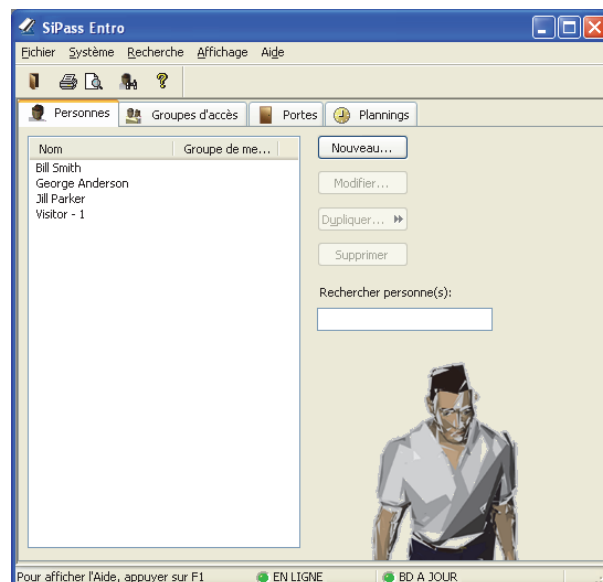 SiPass Entro
Fichier Système Recherche Affichage Aide
Personnes Groupes d'accès Portes Plannings
Nom Groupe de me...
Bill Smith
George Anderson
Jill Parker
Visitor - 1
Nouveau...
Modifier...
Dupliquer...
Supprimer
Rechercher personne(s):
Pour afficher l'Aide, appuyer sur F1 EN LIGNE BD A JOUR